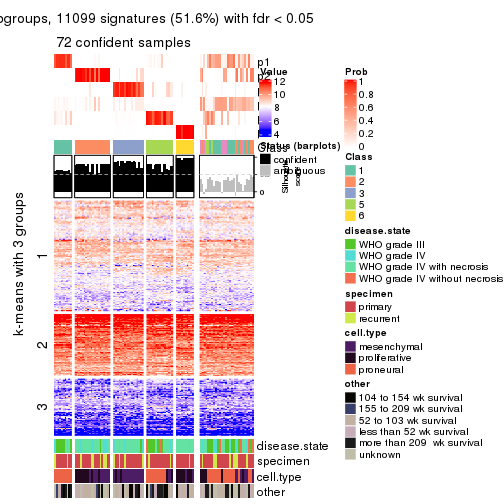 ogroups, 11099 signatures (51.6%) with fdr < 0.05
72 confident samples
p1
Value
12
10
8
6
4
Prob
1
0.8
0.6
0.4
0.2
0
Class
Status (barplots)
confident
ambiguous
Class
1
2
3
5
6
k-means with 3 groups
1
2
3
disease.state
WHO grade III
WHO grade IV
WHO grade IV with necrosis
WHO grade IV without necrosis
specimen
primary
recurrent
cell.type
mesenchymal
proliferative
proneural
other
104 to 154 wk survival
155 to 209 wk survival
52 to 103 wk survival
less than 52 wk survival
more than 209 wk survival
unknown
disease.state
specimen
cell.type
other